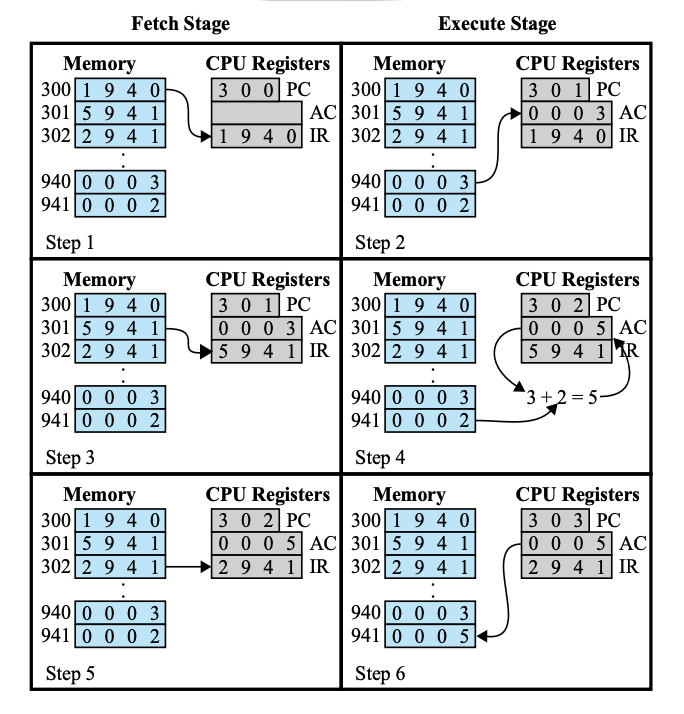 Fetch Stage Execute Stage
Memory CPU Registers Memory CPU Registers
300 1 9 4 0 3 0 0 PC 300 1 9 4 0 3 0 1 PC
301 5 9 4 1 AC 301 5 9 4 1 0 0 0 3 AC
302 2 9 4 1 1 9 4 0 IR 302 2 9 4 1 1 9 4 0 IR
940 0 0 0 3 940 0 0 0 3
941 0 0 0 2 941 0 0 0 2
Step 1 Step 2
Memory CPU Registers Memory CPU Registers
300 1 9 4 0 3 0 1 PC 300 1 9 4 0 3 0 2 PC
301 5 9 4 1 0 0 0 3 AC 301 5 9 4 1 0 0 0 5 AC
302 2 9 4 1 5 9 4 1 IR 302 2 9 4 1 5 9 4 1 IR
940 0 0 0 3 940 0 0 0 3 3 + 2 = 5
941 0 0 0 2 941 0 0 0 2
Step 3 Step 4
Memory CPU Registers Memory CPU Registers
300 1 9 4 0 3 0 2 PC 300 1 9 4 0 3 0 3 PC
301 5 9 4 1 0 0 0 5 AC 301 5 9 4 1 0 0 0 5 AC
302 2 9 4 1 2 9 4 1 IR 302 2 9 4 1 2 9 4 1 IR
940 0 0 0 3 940 0 0 0 3
941 0 0 0 2 941 0 0 0 5
Step 5 Step 6